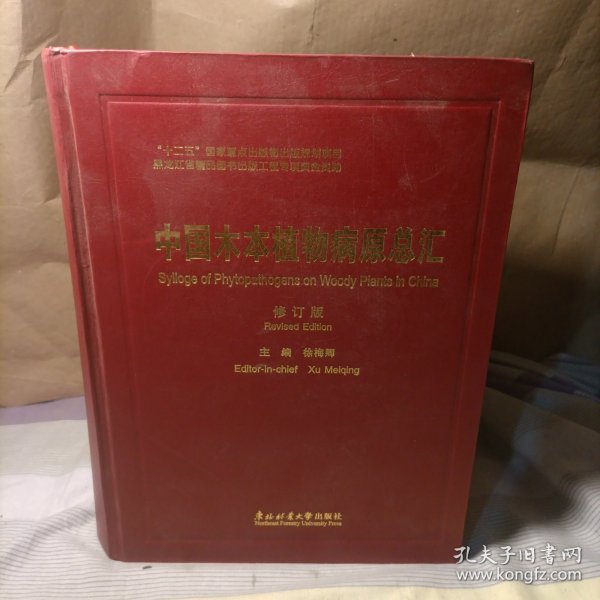 “十二五”国家重点出版物出版规划项目
黑龙江省精品图书出版工程专项资金资助
中国木本植物病原总汇
Sylloge of Phytopathogens on Woody Plants in China
修订版
Revised Edition
主 编 徐梅卿
Editor-in-chief Xu Meiqing
东北林业大学出版社
Northeast Forestry University Press
孔夫子旧书网
www.kongfz.com